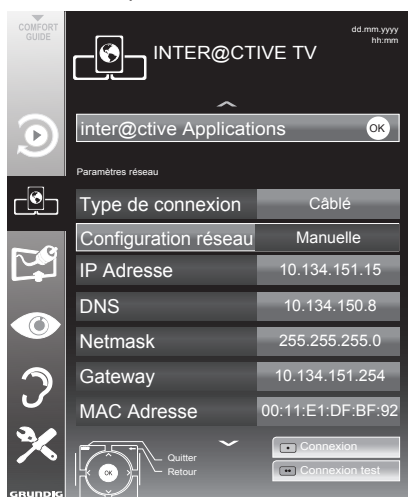 COMFORT
GUIDE
INTER@CTIVE TV
dd.mm.yyyy
hh:mm
inter@ctive Applications OK
Paramètres réseau
Type de connexion Câblé
Configuration réseau Manuelle
IP Adresse 10.134.151.15
DNS 10.134.150.8
Netmask 255.255.255.0
Gateway 10.134.151.254
MAC Adresse 00:11:E1:DF:BF:92
Quitter
Retour
OK
Connexion
Connexion test
GRUNDIG